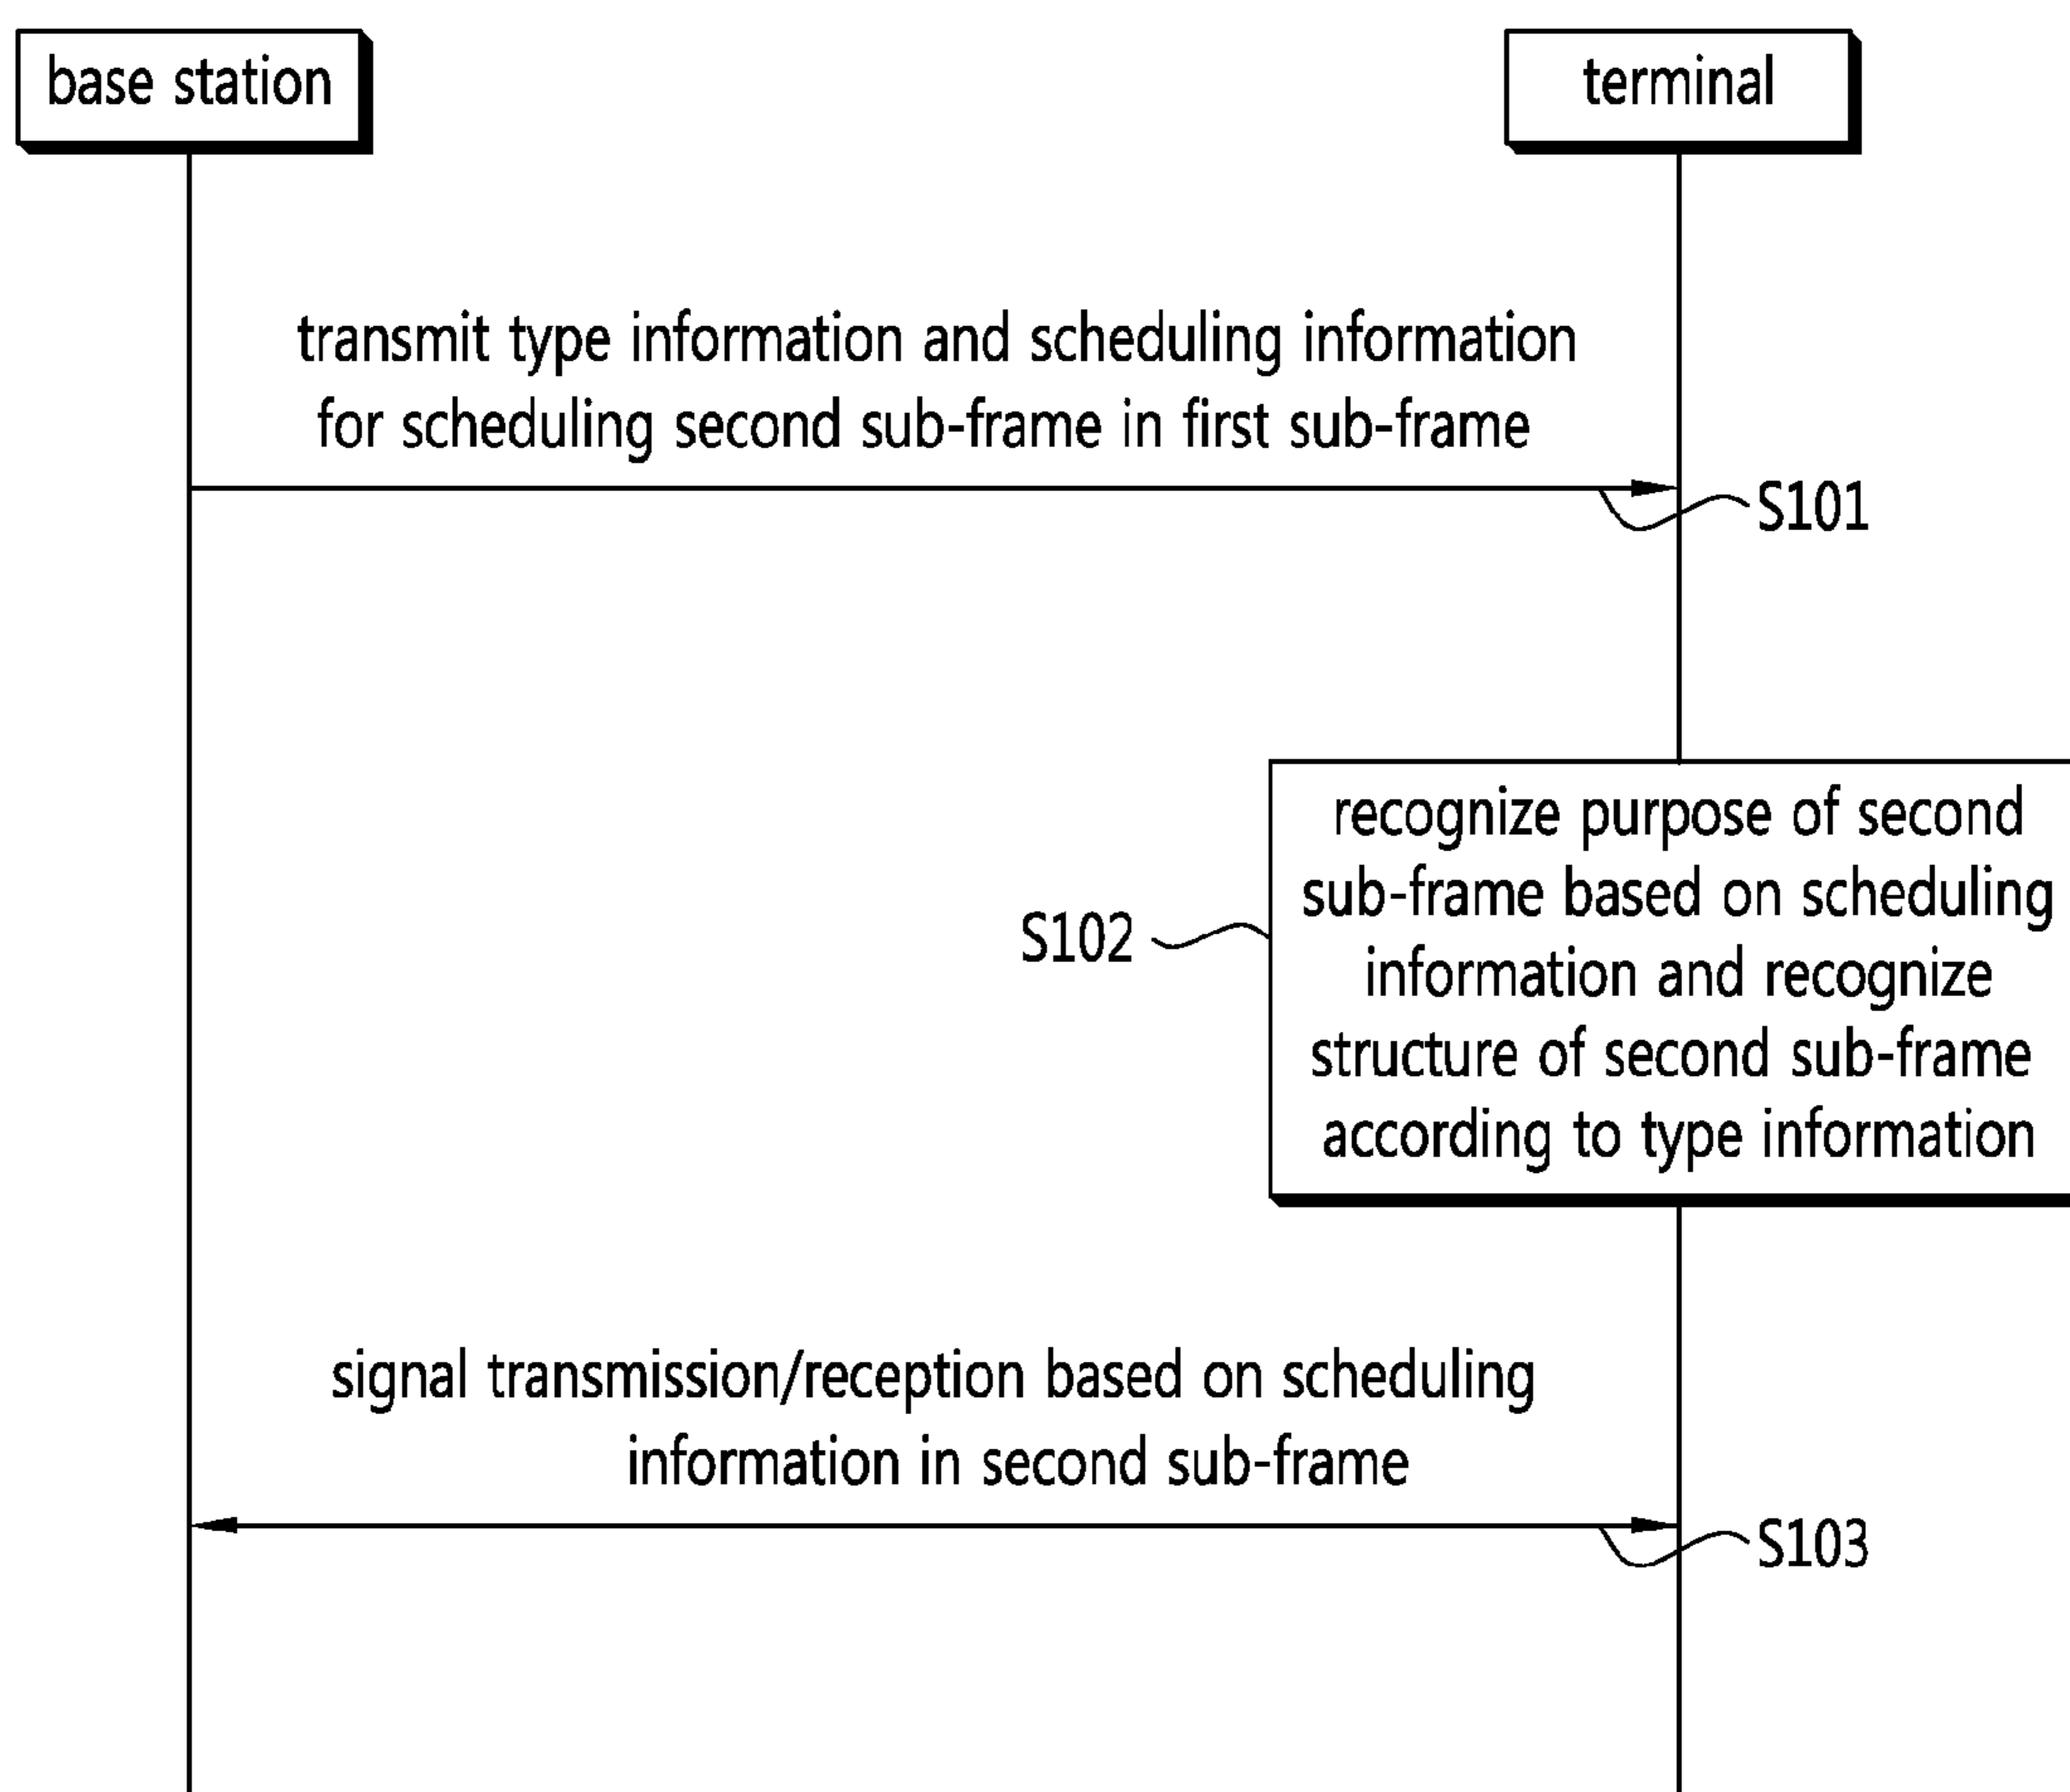 base station
terminal
transmit type information and scheduling information
for scheduling second sub-frame in first sub-frame
S101
recognize purpose of second
sub-frame based on scheduling
information and recognize
structure of second sub-frame
according to type information
S102
signal transmission/reception based on scheduling
information in second sub-frame
S103